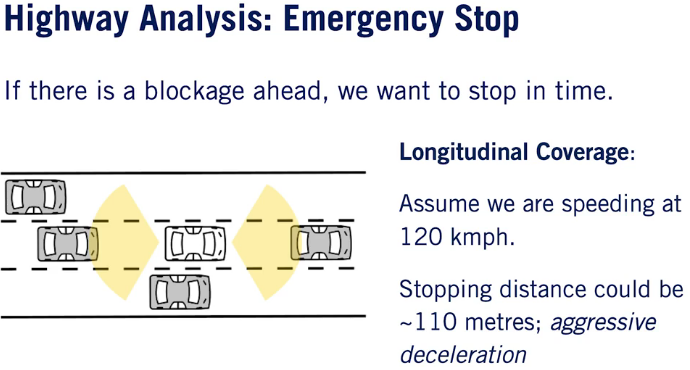 Highway Analysis: Emergency Stop
If there is a blockage ahead, we want to stop in time.
Longitudinal Coverage:
Assume we are speeding at
120 kmph.
Stopping distance could be
~110 metres; aggressive
deceleration